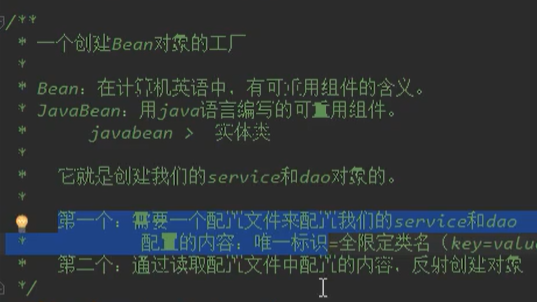 /**
* 一个创建Bean对象的工厂
*
* Bean：在计算机英语中，有可重用组件的含义。
* JavaBean：用java语言编写的可重用组件。
* javabean > 实体类
*
* 它就是创建我们的service和dao对象的。
*
* 第一个：需要一个配置文件来配置我们的service和dao
* 配置的内容：唯一标识=全限定类名（key=value
* 第二个：通过读取配置文件中配置的内容，反射创建对象
*/